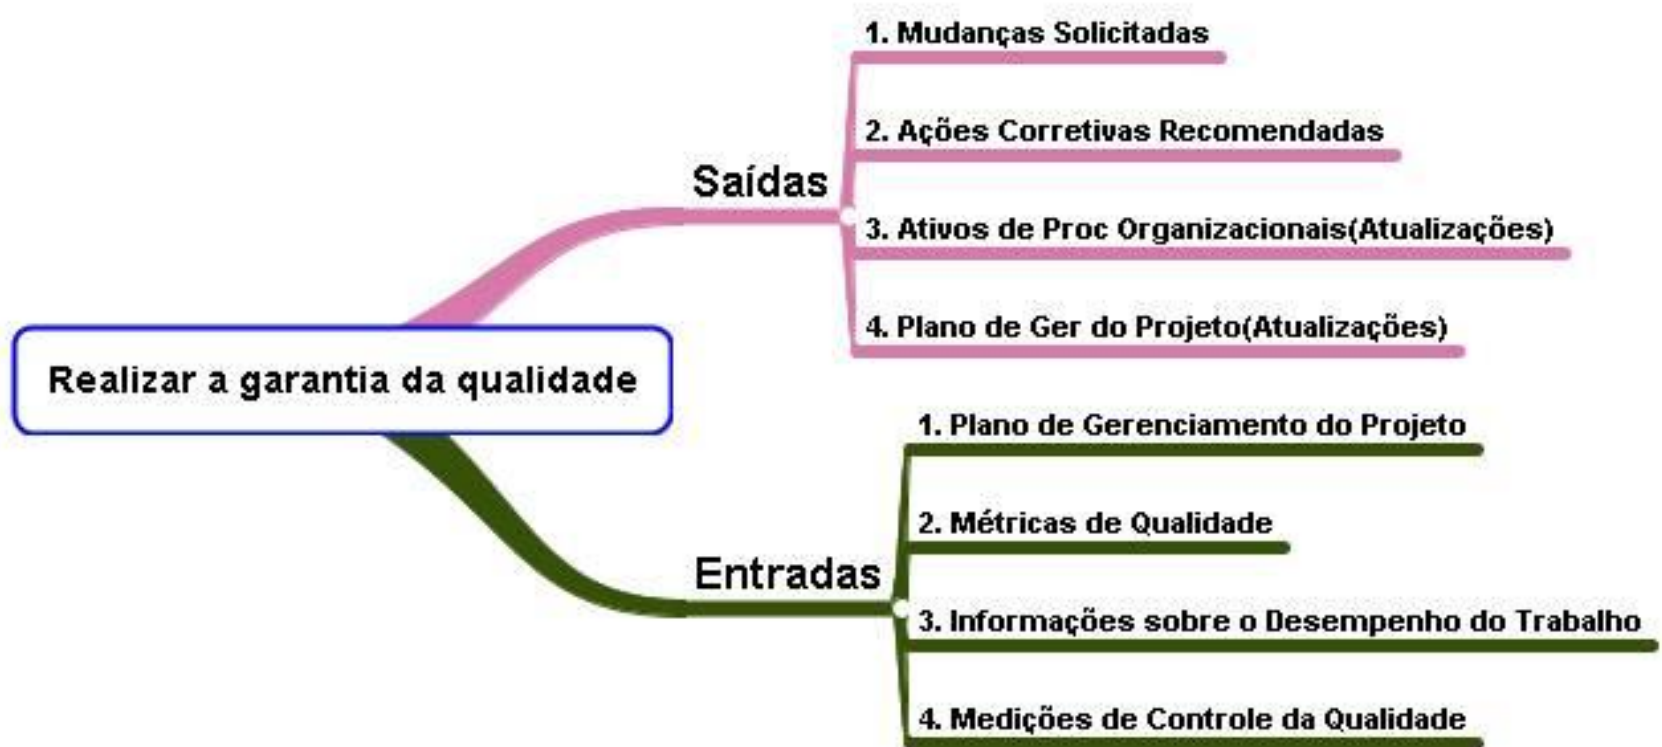 1. Mudanças Solicitadas
2. Ações Corretivas Recomendadas
Saídas
3. Ativos de Proc Organizacionais(Atualizações)
4. Plano de Ger do Projeto(Atualizações)
Realizar a garantia da qualidade
1. Plano de Gerenciamento do Projeto
2. Métricas de Qualidade
Entradas
3. Informações sobre o Desempenho do Trabalho
4. Medições de Controle da Qualidade